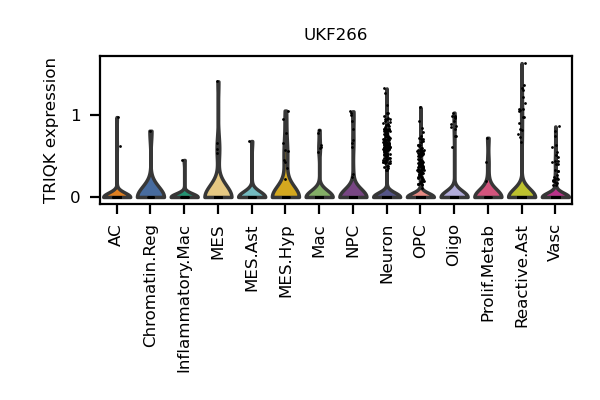 UKF266
TRIQK expression
1
0
AC
Chromatin.Reg
Inflammatory.Mac
MES
MES.Ast
MES.Hyp
Mac
NPC
Neuron
OPC
Oligo
Prolif.Metab
Reactive.Ast
Vasc